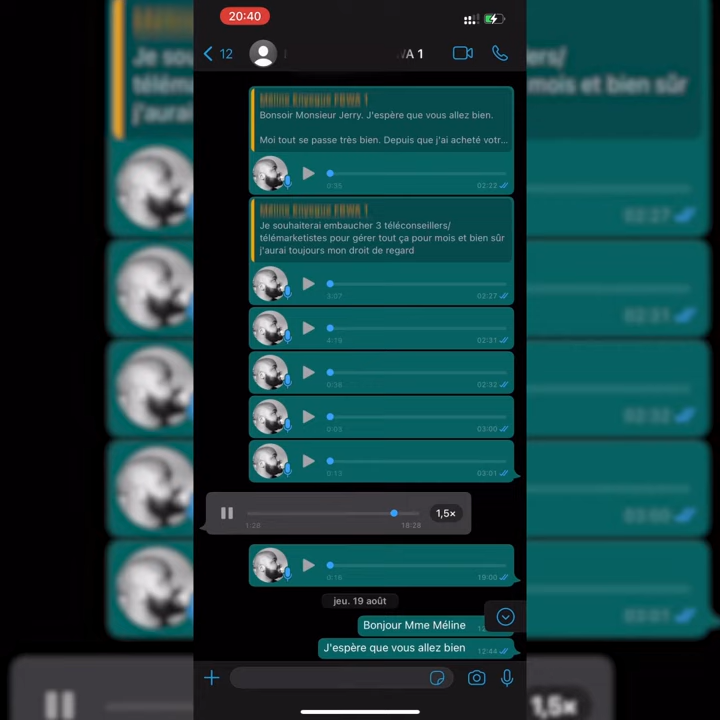 20:40
12
A 1
Bonsoir Monsieur Jerry. J'espère que vous allez bien.
Moi tout se passe très bien. Depuis que j'ai acheté votr...
0:35 02:22
Je souhaiterai embaucher 3 téléconseillers/
télémarketistes pour gérer tout ça pour mois et bien sûr
j'aurai toujours mon droit de regard
3:07 02:27
4:19 02:31
0:36 02:32
0:03 03:00
0:13 03:01
1,5×
1:28 18:28
0:16 19:00
jeu. 19 août
Bonjour Mme Méline
J'espère que vous allez bien 12:44